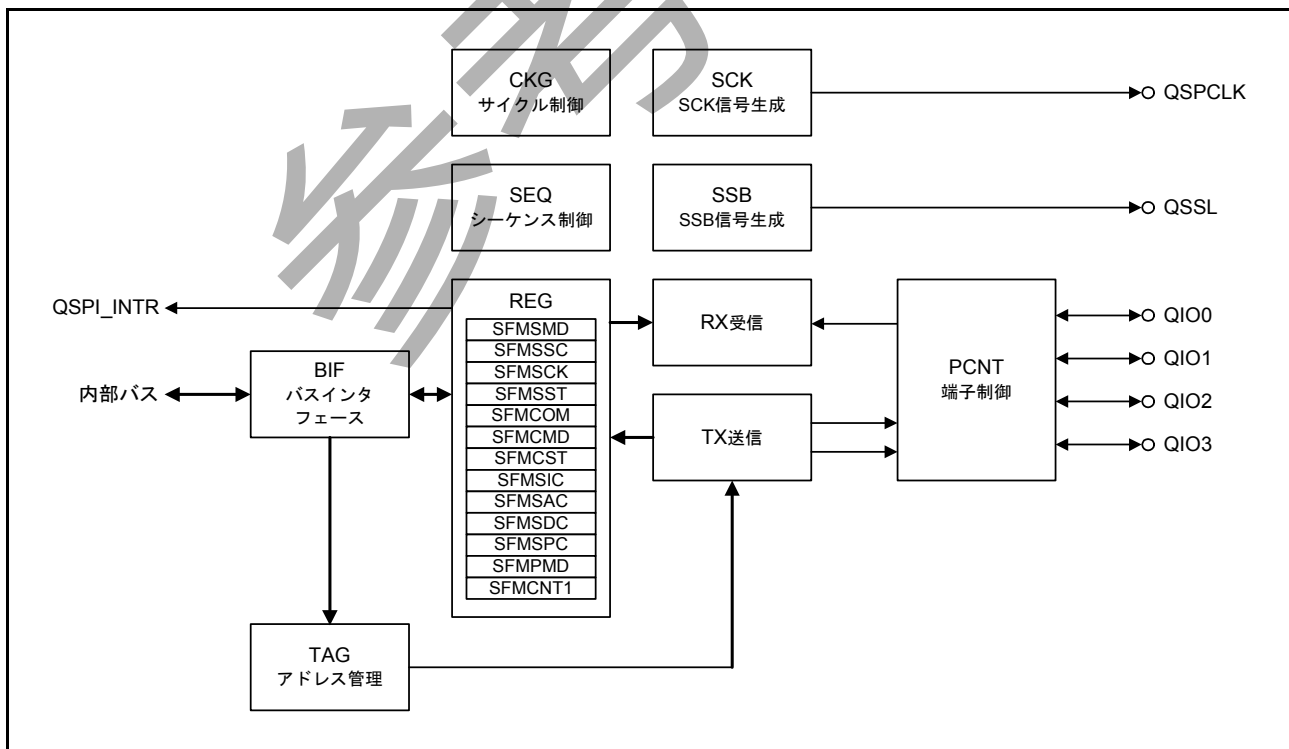 CKG
サイクル制御
SCK
SCK信号生成
QSPCLK
SEQ
シーケンス制御
SSB
SSB信号生成
QSSL
QSPI_INTR
REG
SFMSMD
SFMSSC
SFMSCK
SFMSST
SFMCOM
SFMCMD
SFMCST
SFMSIC
SFMSAC
SFMSDC
SFMSPC
SFMPMD
SFMCNT1
RX受信
TX送信
PCNT
端子制御
QIO0
QIO1
QIO2
QIO3
内部バス
BIF
バスインタ
フェース
TAG
アドレス管理
参考